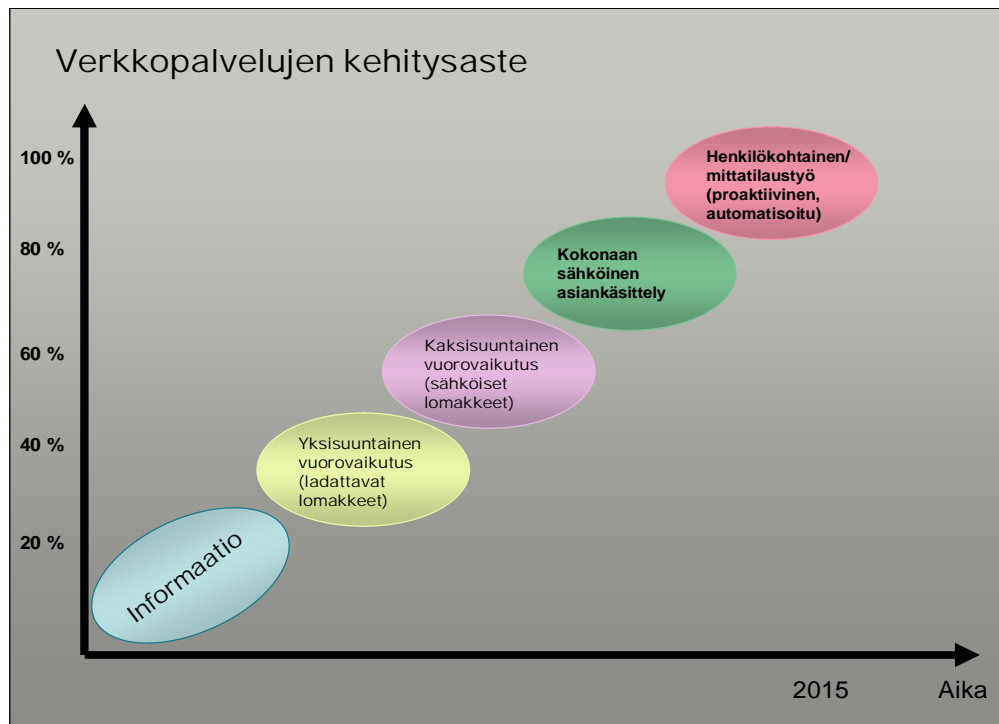 Verkkopalvelujen kehitysaste
100 %
80 %
60 %
40 %
20 %
Henkilökohtainen/
mittatilaustyö
(proaktiivinen,
automatisoitu)
Kokonaan
sähköinen
asiankäsittely
Kaksisuuntainen
vuorovaikutus
(sähköiset
lomakkeet)
Yksisuuntainen
vuorovaikutus
(ladattavat
lomakkeet)
Informaatio
2015
Aika